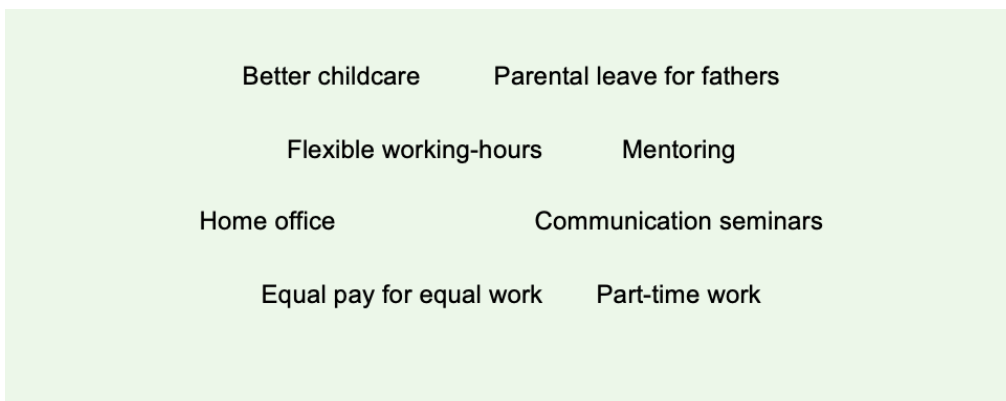 Better childcare Parental leave for fathers
Flexible working-hours Mentoring
Home office Communication seminars
Equal pay for equal work Part-time work